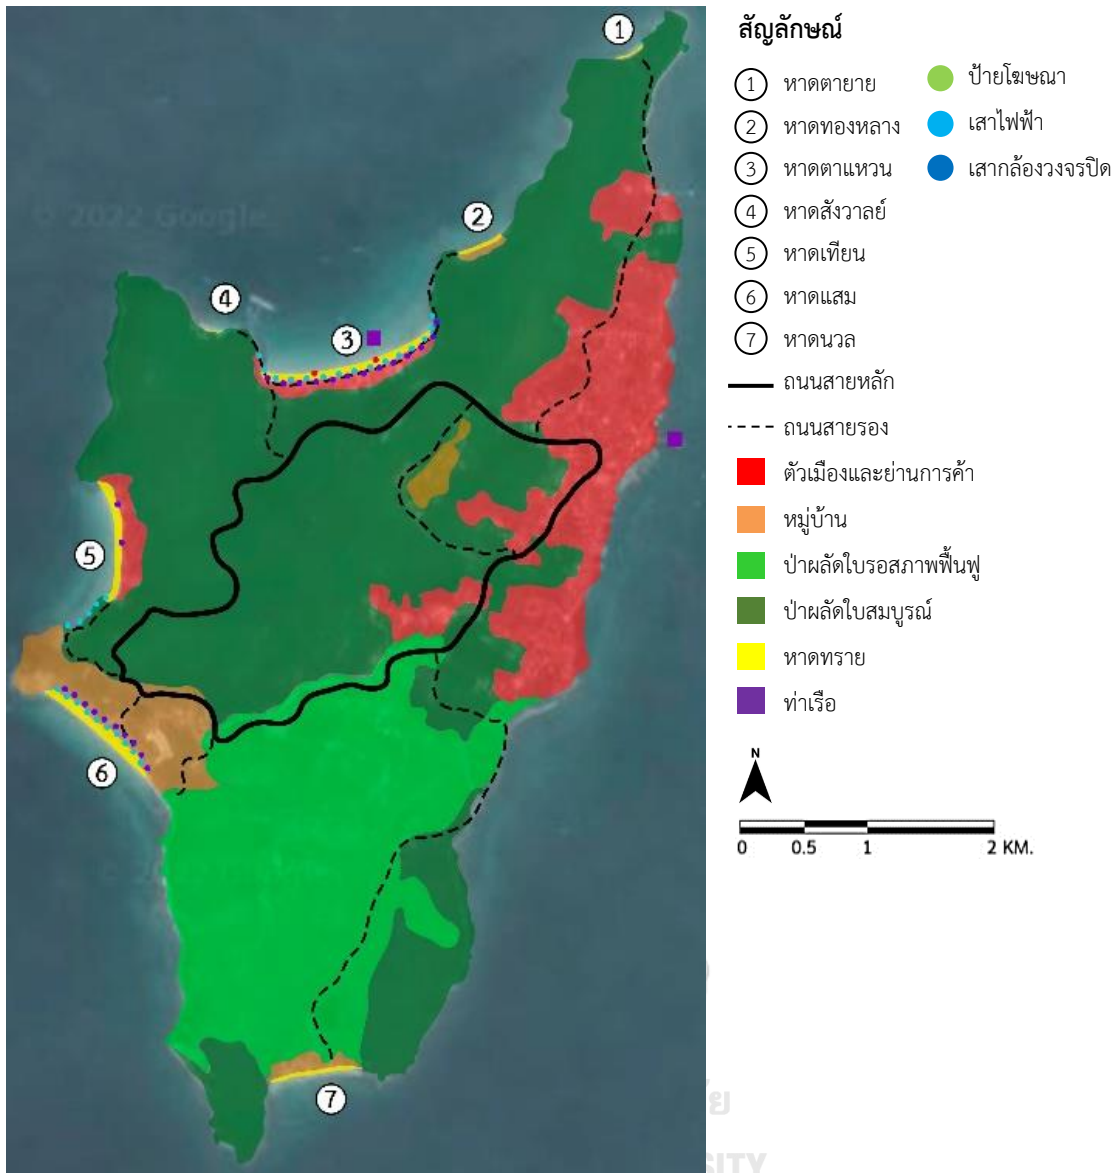 สัญลักษณ์
1 หาดตายาย
2 หาดทองหลาง
3 หาดตาแหวน
4 หาดสังวาลย์
5 หาดเทียน
6 หาดแสม
7 หาดนวล
ถนนสายหลัก
ถนนสายรอง
ตัวเมืองและย่านการค้า
หมู่บ้าน
ป่าผลัดใบรอสภาพฟื้นฟู
ป่าผลัดใบสมบูรณ์
หาดทราย
ท่าเรือ
ป้ายโฆษณา
เสาไฟฟ้า
เสากล้องวงจรปิด
N
0 0.5 1 2 KM.
1
2
4
3
5
6
7
© 2022 Google